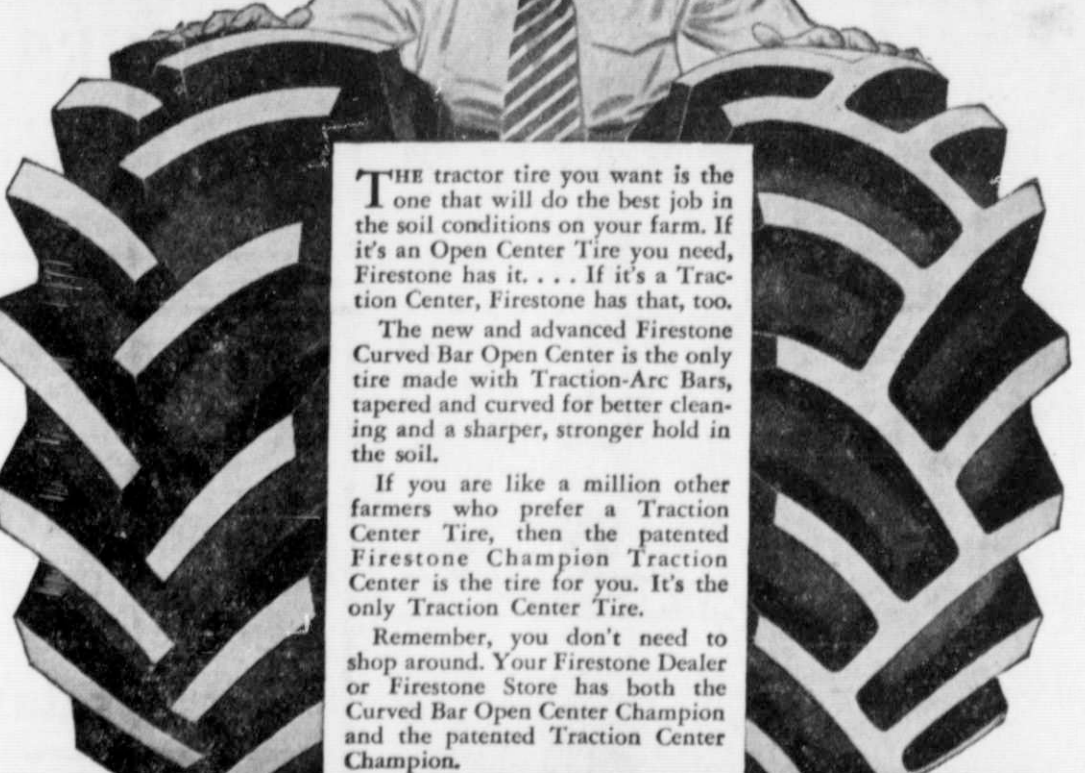 THE tractor tire you want is the
one that will do the best job in
the soil conditions on your farm. If
it's an Open Center Tire you need,
Firestone has it. . . . If it's a Trac-
tion Center, Firestone has that, too.
The new and advanced Firestone
Curved Bar Open Center is the only
tire made with Traction-Arc Bars,
tapered and curved for better clean-
ing and a sharper, stronger hold in
the soil.
If you are like a million other
farmers who prefer a Traction
Center Tire, then the patented
Firestone Champion Traction
Center is the tire for you. It's the
only Traction Center Tire.
Remember, you don't need to
shop around. Your Firestone Dealer
or Firestone Store has both the
Curved Bar Open Center Champion
and the patented Traction Center
Champion.